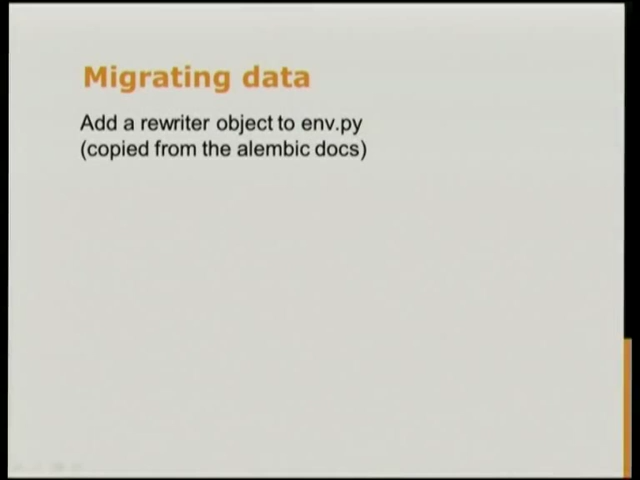 Migrating data
Add a rewriter object to env.py
(copied from the alembic docs)